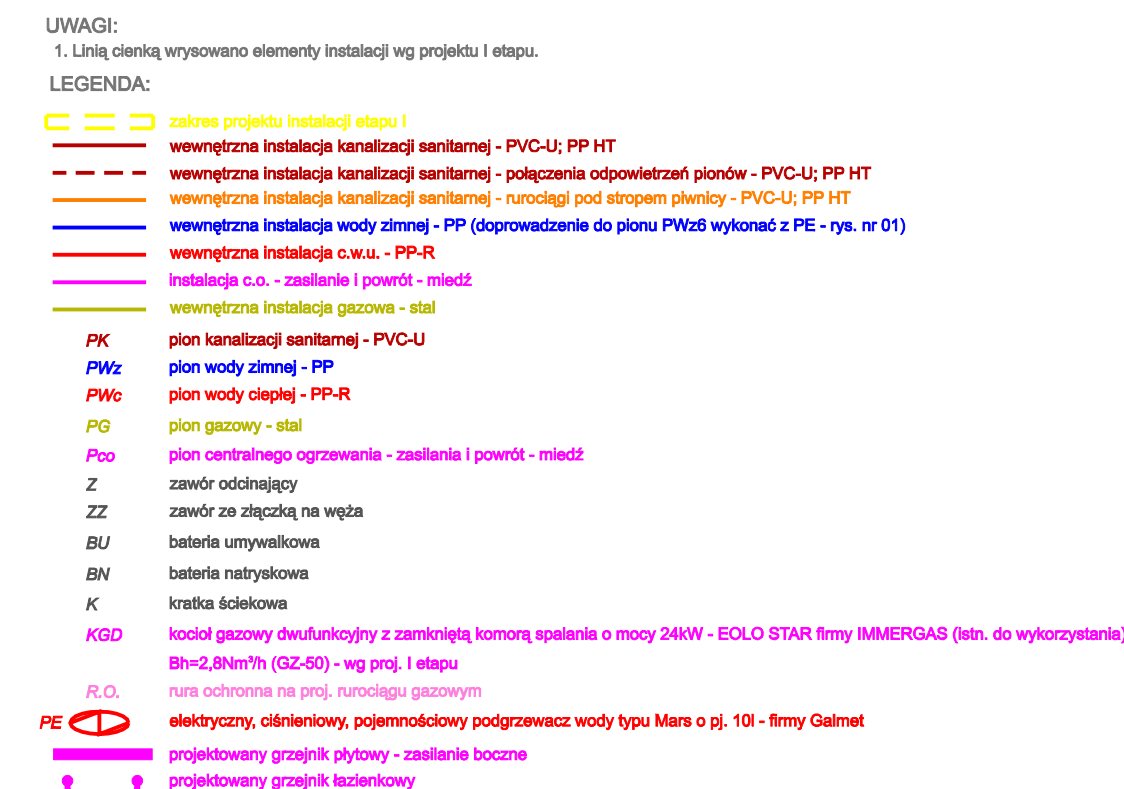 UWAGI:
1. Linią cienką wrysowano elementy instalacji wg projektu I etapu.
LEGENDA:
zakres projektu instalacji etapu I
wewnętrzna instalacja kanalizacji sanitarnej - PVC-U; PP HT
wewnętrzna instalacja kanalizacji sanitarnej - połączenia odpowietrzeń pionów - PVC-U; PP HT
wewnętrzna instalacja kanalizacji sanitarnej - rurociągi pod stropem piwnicy - PVC-U; PP HT
wewnętrzna instalacja wody zimnej - PP (doprowadzenie do pionu PWz6 wykonać z PE - rys. nr 01)
wewnętrzna instalacja c.w.u. - PP-R
instalacja c.o. - zasilanie i powrót - miedź
wewnętrzna instalacja gazowa - stal
PK pion kanalizacji sanitarnej - PVC-U
PWz pion wody zimnej - PP
PWc pion wody ciepłej - PP-R
PG pion gazowy - stal
Pco pion centralnego ogrzewania - zasilania i powrót - miedź
Z zawór odcinający
ZZ zawór ze złączką na węża
BU bateria umywalkowa
BN bateria natryskowa
K kratka ściekowa
KGD kocioł gazowy dwufunkcyjny z zamkniętą komorą spalania o mocy 24kW - EOLO STAR firmy IMMERGAS (istn. do wykorzystania)
Bh=2,8Nm³/h (GZ-50) - wg proj. I etapu
R.O. rura ochronna na proj. rurociągu gazowym
PE elektryczny, ciśnieniowy, pojemnościowy podgrzewacz wody typu Mars o pj. 10l - firmy Galmet
projektowany grzejnik płytowy - zasilanie boczne
projektowany grzejnik łazienkowy